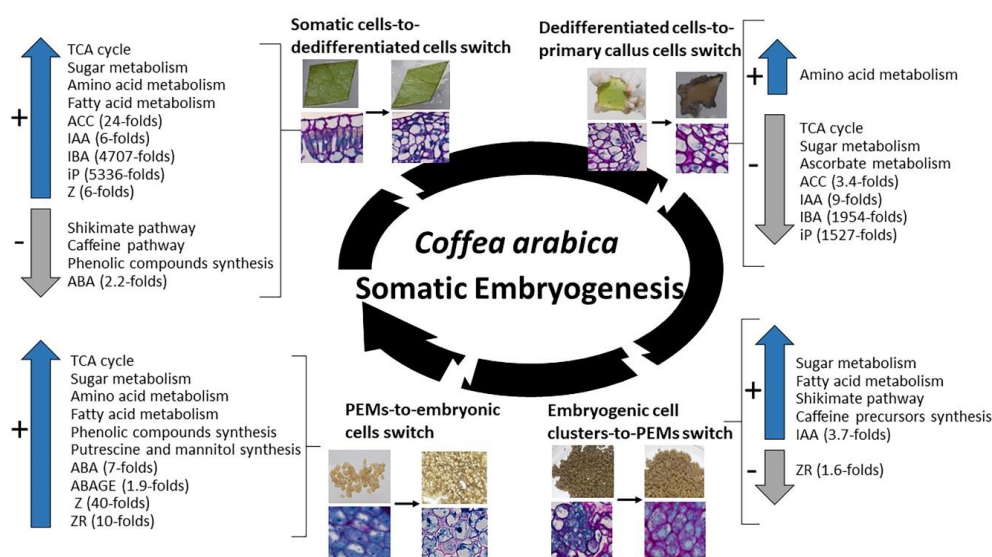 Somatic cells-to-
dedifferentiated cells switch
+
TCA cycle
Sugar metabolism
Amino acid metabolism
Fatty acid metabolism
ACC (24-folds)
IAA (6-folds)
IBA (4707-folds)
iP (5336-folds)
Z (6-folds)
-
Shikimate pathway
Caffeine pathway
Phenolic compounds synthesis
ABA (2.2-folds)
Dedifferentiated cells-to-
primary callus cells switch
+
Amino acid metabolism
-
TCA cycle
Sugar metabolism
Ascorbate metabolism
ACC (3.4-folds)
IAA (9-folds)
IBA (1954-folds)
iP (1527-folds)
Coffea arabica
Somatic Embryogenesis
PEMs-to-embryonic
cells switch
+
TCA cycle
Sugar metabolism
Amino acid metabolism
Fatty acid metabolism
Phenolic compounds synthesis
Putrescine and mannitol synthesis
ABA (7-folds)
ABAGE (1.9-folds)
Z (40-folds)
ZR (10-folds)
Embryogenic cell
clusters-to-PEMs switch
+
Sugar metabolism
Fatty acid metabolism
Shikimate pathway
Caffeine precursors synthesis
IAA (3.7-folds)
-
ZR (1.6-folds)